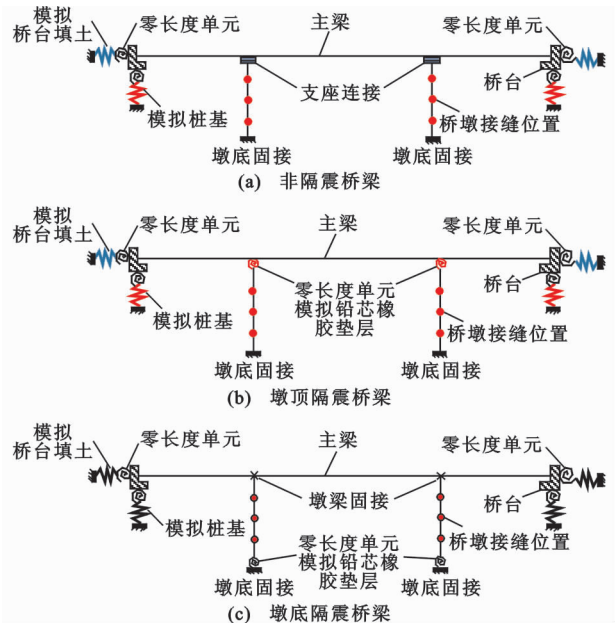 模拟
桥台填土
零长度单元
主梁
零长度单元
支座连接
桥台
模拟桩基
桥墩接缝位置
模拟桩基
墩底固接
墩底固接
(a) 非隔震桥梁
模拟
桥台填土
零长度单元
主梁
零长度单元
零长度单元
模拟铅芯橡
胶垫层
桥台
模拟桩基
桥墩接缝位置
墩底固接
墩底固接
(b) 墩顶隔震桥梁
模拟
桥台填土
零长度单元
主梁
零长度单元
墩梁固接
桥台
模拟桩基
零长度单元
模拟铅芯橡
胶垫层
桥墩接缝位置
墩底固接
墩底固接
(c) 墩底隔震桥梁